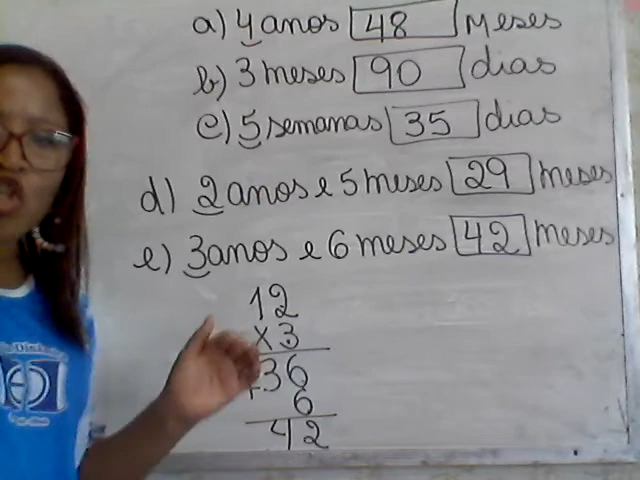 a) 4 anos 48 meses
b) 3 meses 90 dias
c) 5 semanas 35 dias
d) 2 anos e 5 meses 29 meses
e) 3 anos e 6 meses 42 meses
12
x3
36
+ 6
42